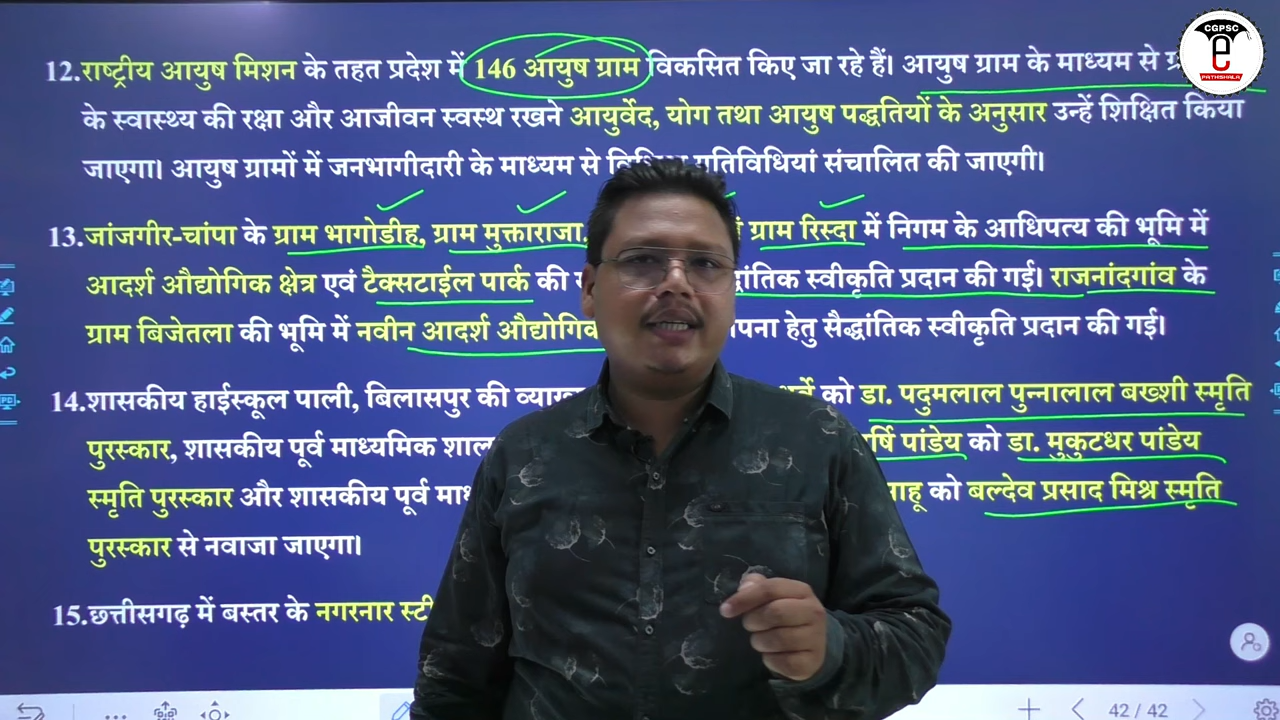 CGPSC
e
PATHSHALA
12.राष्ट्रीय आयुष मिशन के तहत प्रदेश में 146 आयुष ग्राम विकसित किए जा रहे हैं। आयुष ग्राम के माध्यम से
के स्वास्थ्य की रक्षा और आजीवन स्वस्थ रखने आयुर्वेद, योग तथा आयुष पद्धतियों के अनुसार उन्हें शिक्षित किया
जाएगा। आयुष ग्रामों में जनभागीदारी के माध्यम से गतिविधियां संचालित की जाएगी।
13.जांजगीर-चांपा के ग्राम भागोडीह, ग्राम मुक्ताराजा, ग्राम रिस्दा में निगम के आधिपत्य की भूमि में
आदर्श औद्योगिक क्षेत्र एवं टैक्सटाईल पार्क की स्वीकृति प्रदान की गई। राजनांदगांव के
ग्राम बिजेतला की भूमि में नवीन आदर्श हेतु सैद्धांतिक स्वीकृति प्रदान की गई।
14.शासकीय हाईस्कूल पाली, बिलासपुर की को डा. पदुमलाल पुन्नालाल बख्शी स्मृति
पुरस्कार, शासकीय पूर्व माध्यमिक पांडेय को डा. मुकुटधर पांडेय
स्मृति पुरस्कार और शासकीय पूर्व को बल्देव प्रसाद मिश्र स्मृति
पुरस्कार से नवाजा जाएगा।
15.छत्तीसगढ़ में बस्तर के नगरनार
42 / 42